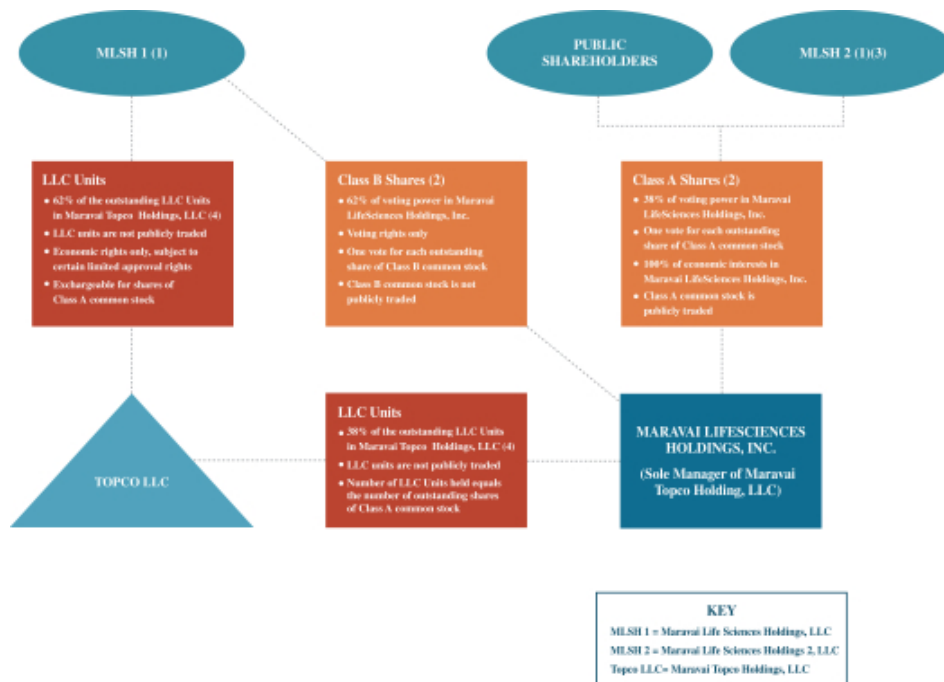 MLSH 1 (1)
PUBLIC
SHAREHOLDERS
MLSH 2 (1)(3)
LLC Units
• 62% of the outstanding LLC Units
in Maravai Topco Holdings, LLC (4)
• LLC units are not publicly traded
• Economic rights only, subject to
certain limited approval rights
• Exchargeable for shares of
Class A common stock
Class B Shares (2)
• 62% of voting power in Maravai
LifeSciences Holdings, Inc.
• Voting rights only
• One vote for each outstanding
share of Class B common stock
• Class B common stock is not
publicly traded
Class A Shares (2)
• 38% of voting power in Maravai
LifeSciences Holdings, Inc.
• One vote for each outstanding
share of Class A common stock
• 100% of economic interests in
Maravai LifeSciences Holdings, Inc.
• Class A common stock is
publicly traded
TOPCO LLC
LLC Units
• 38% of the outstanding LLC Units
in Maravai Topco Holdings, LLC (4)
• LLC units are not publicly traded
• Number of LLC Units held equals
the number of outstanding shares
of Class A common stock
MARAVAI LIFESCIENCES
HOLDINGS, INC.
(Sole Manager of Maravai
Topco Holding, LLC)
KEY
MLSH 1 = Maravai Life Sciences Holdings, LLC
MLSH 2 = Maravai Life Sciences Holdings 2, LLC
Topco LLC= Maravai Topco Holdings, LLC